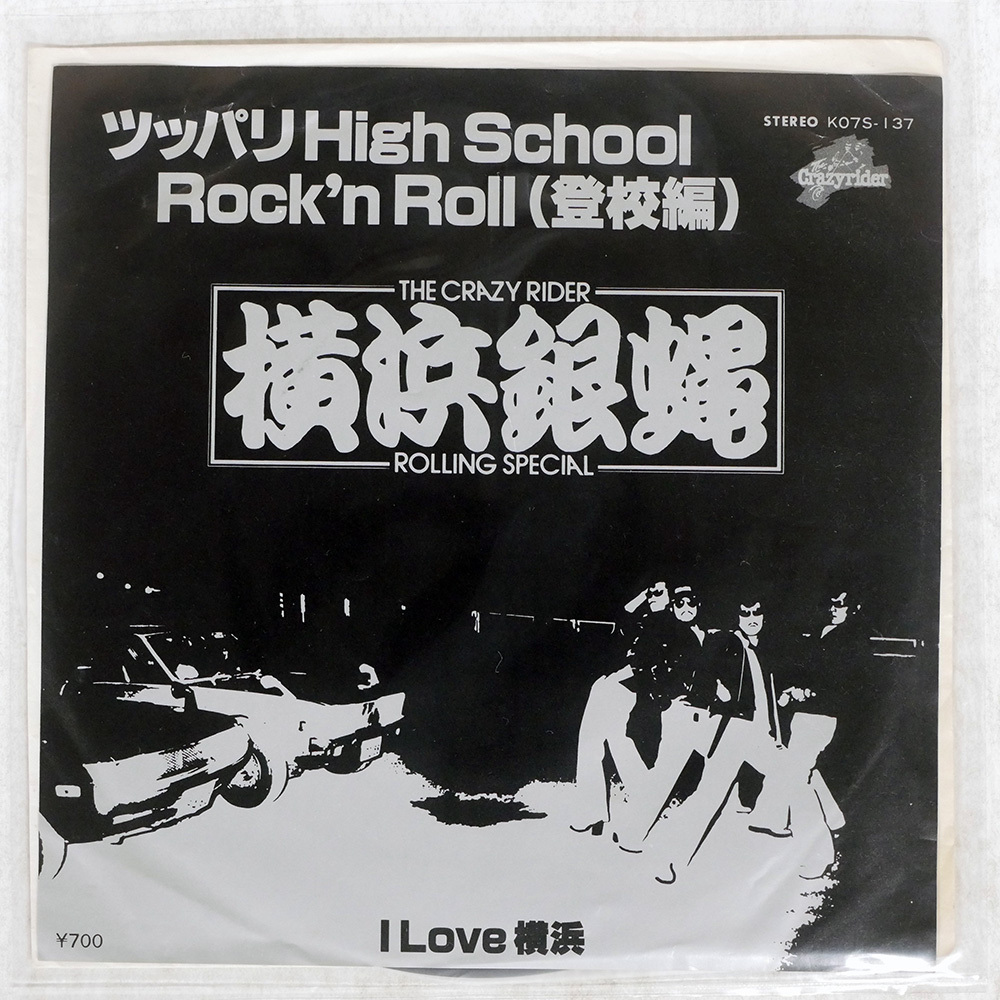 ツッパリHigh School
Rock'n Roll(登校編)
STEREO K07S-137
Crazyrider
THE CRAZY RIDER
横浜銀蝿
ROLLING SPECIAL
¥700
I Love 横浜